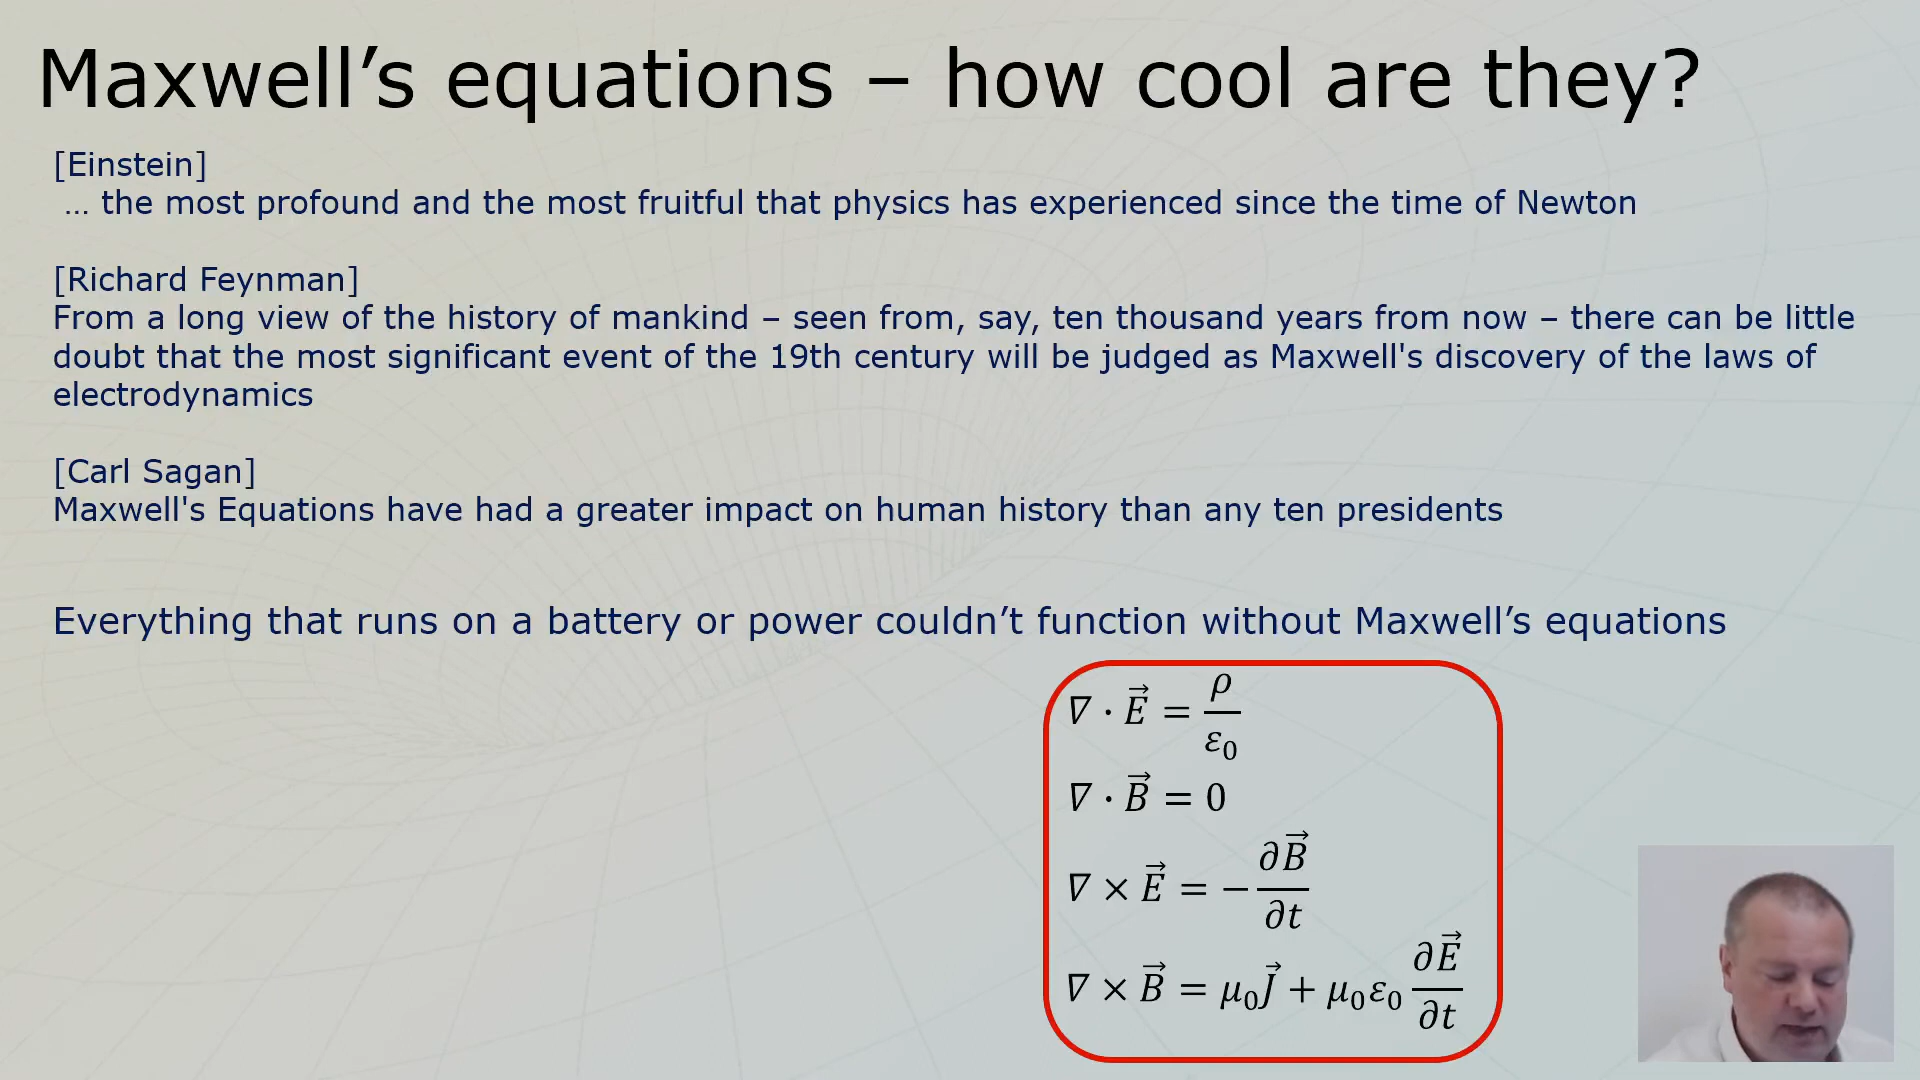 Maxwell’s equations – how cool are they?
[Einstein]
… the most profound and the most fruitful that physics has experienced since the time of Newton
[Richard Feynman]
From a long view of the history of mankind – seen from, say, ten thousand years from now – there can be little
doubt that the most significant event of the 19th century will be judged as Maxwell's discovery of the laws of
electrodynamics
[Carl Sagan]
Maxwell's Equations have had a greater impact on human history than any ten presidents
Everything that runs on a battery or power couldn’t function without Maxwell’s equations
∇ · E⃗ = ρ/ε₀
∇ · B⃗ = 0
∇ × E⃗ = −∂B⃗/∂t
∇ × B⃗ = μ₀J⃗ + μ₀ε₀ ∂E⃗/∂t